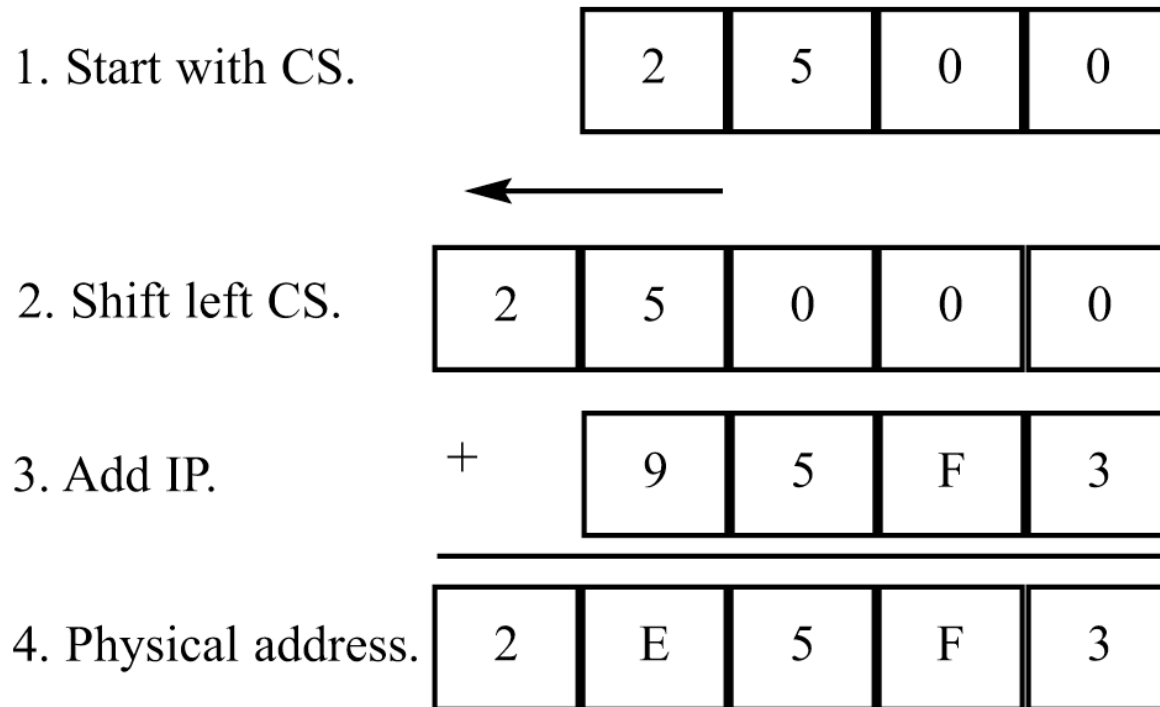 1. Start with CS. 2 5 0 0
2. Shift left CS. 2 5 0 0 0
3. Add IP. + 9 5 F 3
4. Physical address. 2 E 5 F 3